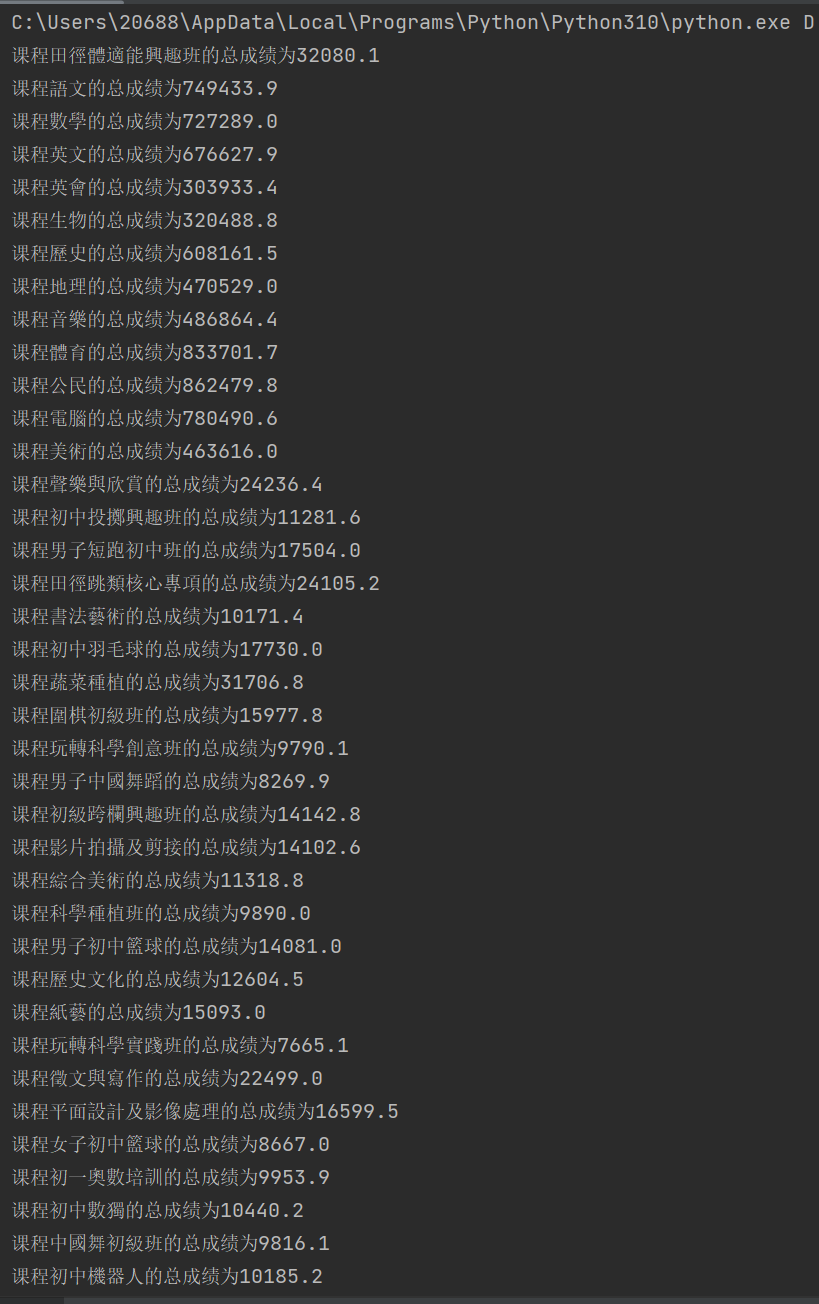 C:\Users\20688\AppData\Local\Programs\Python\Python310\python.exe D
课程田徑體適能興趣班的总成绩为32080.1
课程語文的总成绩为749433.9
课程數學的总成绩为727289.0
课程英文的总成绩为676627.9
课程英會的总成绩为303933.4
课程生物的总成绩为320488.8
课程歷史的总成绩为608161.5
课程地理的总成绩为470529.0
课程音樂的总成绩为486864.4
课程體育的总成绩为833701.7
课程公民的总成绩为862479.8
课程電腦的总成绩为780490.6
课程美術的总成绩为463616.0
课程聲樂與欣賞的总成绩为24236.4
课程初中投擲興趣班的总成绩为11281.6
课程男子短跑初中班的总成绩为17504.0
课程田徑跳類核心專項的总成绩为24105.2
课程書法藝術的总成绩为10171.4
课程初中羽毛球的总成绩为17730.0
课程蔬菜種植的总成绩为31706.8
课程圍棋初級班的总成绩为15977.8
课程玩轉科學創意班的总成绩为9790.1
课程男子中國舞蹈的总成绩为8269.9
课程初級跨欄興趣班的总成绩为14142.8
课程影片拍攝及剪接的总成绩为14102.6
课程綜合美術的总成绩为11318.8
课程科學種植班的总成绩为9890.0
课程男子初中籃球的总成绩为14081.0
课程歷史文化的总成绩为12604.5
课程紙藝的总成绩为15093.0
课程玩轉科學實踐班的总成绩为7665.1
课程徵文與寫作的总成绩为22499.0
课程平面設計及影像處理的总成绩为16599.5
课程女子初中籃球的总成绩为8667.0
课程初一奧數培訓的总成绩为9953.9
课程初中數獨的总成绩为10440.2
课程中國舞初級班的总成绩为9816.1
课程初中機器人的总成绩为10185.2